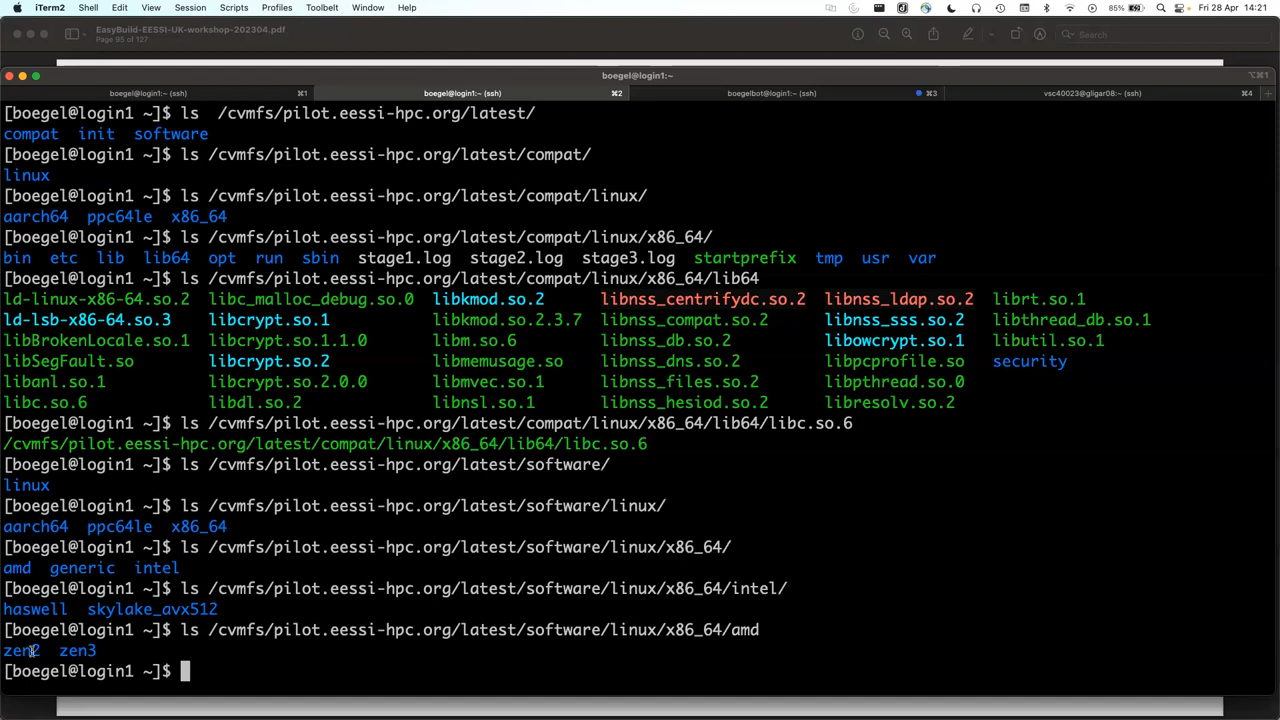 iTerm2 Shell Edit View Session Scripts Profiles Toolbelt Window Help 85% Fri 28 Apr 14:21
EasyBuild-EESSI-UK-workshop-202304.pdf
Page 95 of 127
Search
boegel@login1:~ ⌥⌘1
boegel@login1:~ (ssh) ⌘1 boegel@login1:~ (ssh) ⌘2 boegelbot@login1:~ (ssh) ⌘3 vsc40023@gligar08:~ (ssh) ⌘4
[boegel@login1 ~]$ ls  /cvmfs/pilot.eessi-hpc.org/latest/
compat  init  software
[boegel@login1 ~]$ ls /cvmfs/pilot.eessi-hpc.org/latest/compat/
linux
[boegel@login1 ~]$ ls /cvmfs/pilot.eessi-hpc.org/latest/compat/linux/
aarch64  ppc64le  x86_64
[boegel@login1 ~]$ ls /cvmfs/pilot.eessi-hpc.org/latest/compat/linux/x86_64/
bin  etc  lib  lib64  opt  run  sbin  stage1.log  stage2.log  stage3.log  startprefix  tmp  usr  var
[boegel@login1 ~]$ ls /cvmfs/pilot.eessi-hpc.org/latest/compat/linux/x86_64/lib64
ld-linux-x86-64.so.2  libc_malloc_debug.so.0  libkmod.so.2  libnss_centrifydc.so.2  libnss_ldap.so.2  librt.so.1
ld-lsb-x86-64.so.3  libcrypt.so.1  libkmod.so.2.3.7  libnss_compat.so.2  libnss_sss.so.2  libthread_db.so.1
libBrokenLocale.so.1  libcrypt.so.1.1.0  libm.so.6  libnss_db.so.2  libowcrypt.so.1  libutil.so.1
libSegFault.so  libcrypt.so.2  libmemusage.so  libnss_dns.so.2  libpcprofile.so  security
libanl.so.1  libcrypt.so.2.0.0  libmvec.so.1  libnss_files.so.2  libpthread.so.0
libc.so.6  libdl.so.2  libnsl.so.1  libnss_hesiod.so.2  libresolv.so.2
[boegel@login1 ~]$ ls /cvmfs/pilot.eessi-hpc.org/latest/compat/linux/x86_64/lib64/libc.so.6
/cvmfs/pilot.eessi-hpc.org/latest/compat/linux/x86_64/lib64/libc.so.6
[boegel@login1 ~]$ ls /cvmfs/pilot.eessi-hpc.org/latest/software/
linux
[boegel@login1 ~]$ ls /cvmfs/pilot.eessi-hpc.org/latest/software/linux/
aarch64  ppc64le  x86_64
[boegel@login1 ~]$ ls /cvmfs/pilot.eessi-hpc.org/latest/software/linux/x86_64/
amd  generic  intel
[boegel@login1 ~]$ ls /cvmfs/pilot.eessi-hpc.org/latest/software/linux/x86_64/intel/
haswell  skylake_avx512
[boegel@login1 ~]$ ls /cvmfs/pilot.eessi-hpc.org/latest/software/linux/x86_64/amd
zen2  zen3
[boegel@login1 ~]$